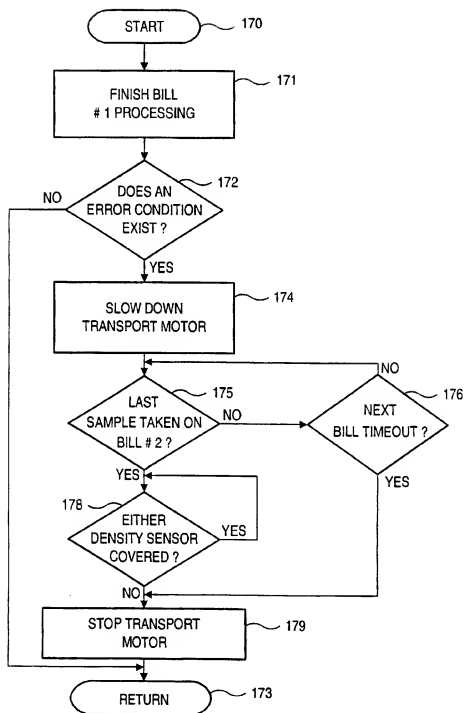 START
170
171
FINISH BILL
# 1 PROCESSING
172
DOES AN
ERROR CONDITION
EXIST ?
NO
YES
174
SLOW DOWN
TRANSPORT MOTOR
NO
175
176
LAST
SAMPLE TAKEN ON
BILL # 2 ?
NO
NEXT
BILL TIMEOUT ?
YES
YES
178
EITHER
DENSITY SENSOR
COVERED ?
YES
NO
STOP TRANSPORT
MOTOR
179
RETURN
173